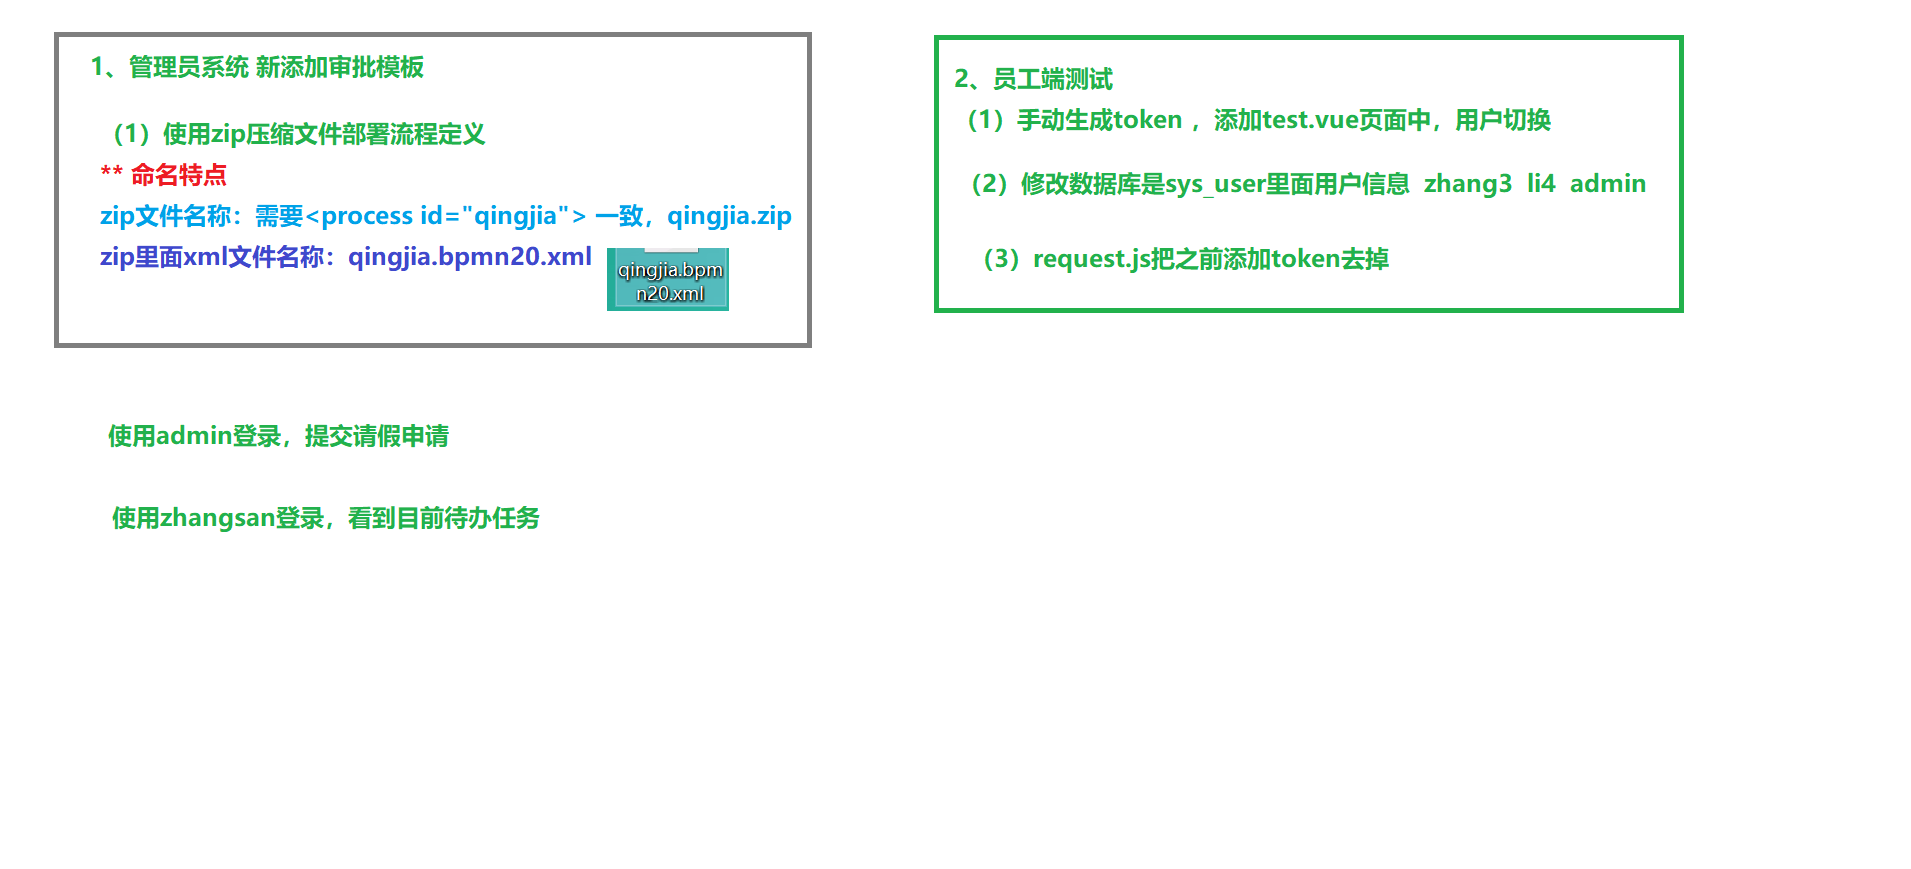 1、管理员系统 新添加审批模板
（1）使用zip压缩文件部署流程定义
** 命名特点
zip文件名称：需要<process id="qingjia"> 一致，qingjia.zip
zip里面xml文件名称：qingjia.bpmn20.xml
qingjia.bpm
n20.xml
2、员工端测试
（1）手动生成token ，添加test.vue页面中，用户切换
（2）修改数据库是sys_user里面用户信息 zhang3 li4 admin
（3）request.js把之前添加token去掉
使用admin登录，提交请假申请
使用zhangsan登录，看到目前待办任务